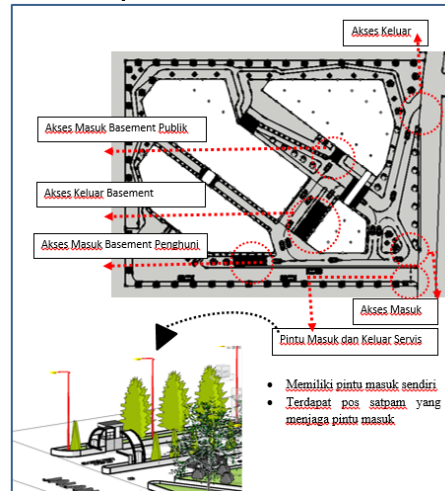 Akses Keluar
Akses Masuk Basement Publik
Akses Keluar Basement
Akses Masuk Basement Penghuni
Akses Masuk
Pintu Masuk dan Keluar Servis
• Memiliki pintu masuk sendiri
• Terdapat pos satpam yang
menjaga pintu masuk